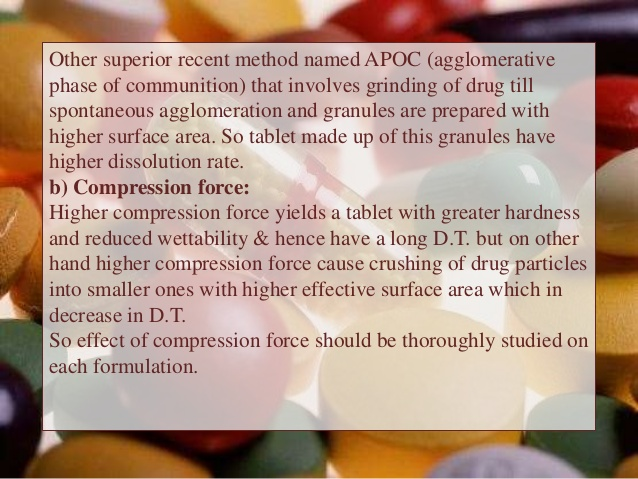 Other superior recent method named APOC (agglomerative
phase of communition) that involves grinding of drug till
spontaneous agglomeration and granules are prepared with
higher surface area. So tablet made up of this granules have
higher dissolution rate.
b) Compression force:
Higher compression force yields a tablet with greater hardness
and reduced wettability & hence have a long D.T. but on other
hand higher compression force cause crushing of drug particles
into smaller ones with higher effective surface area which in
decrease in D.T.
So effect of compression force should be thoroughly studied on
each formulation.